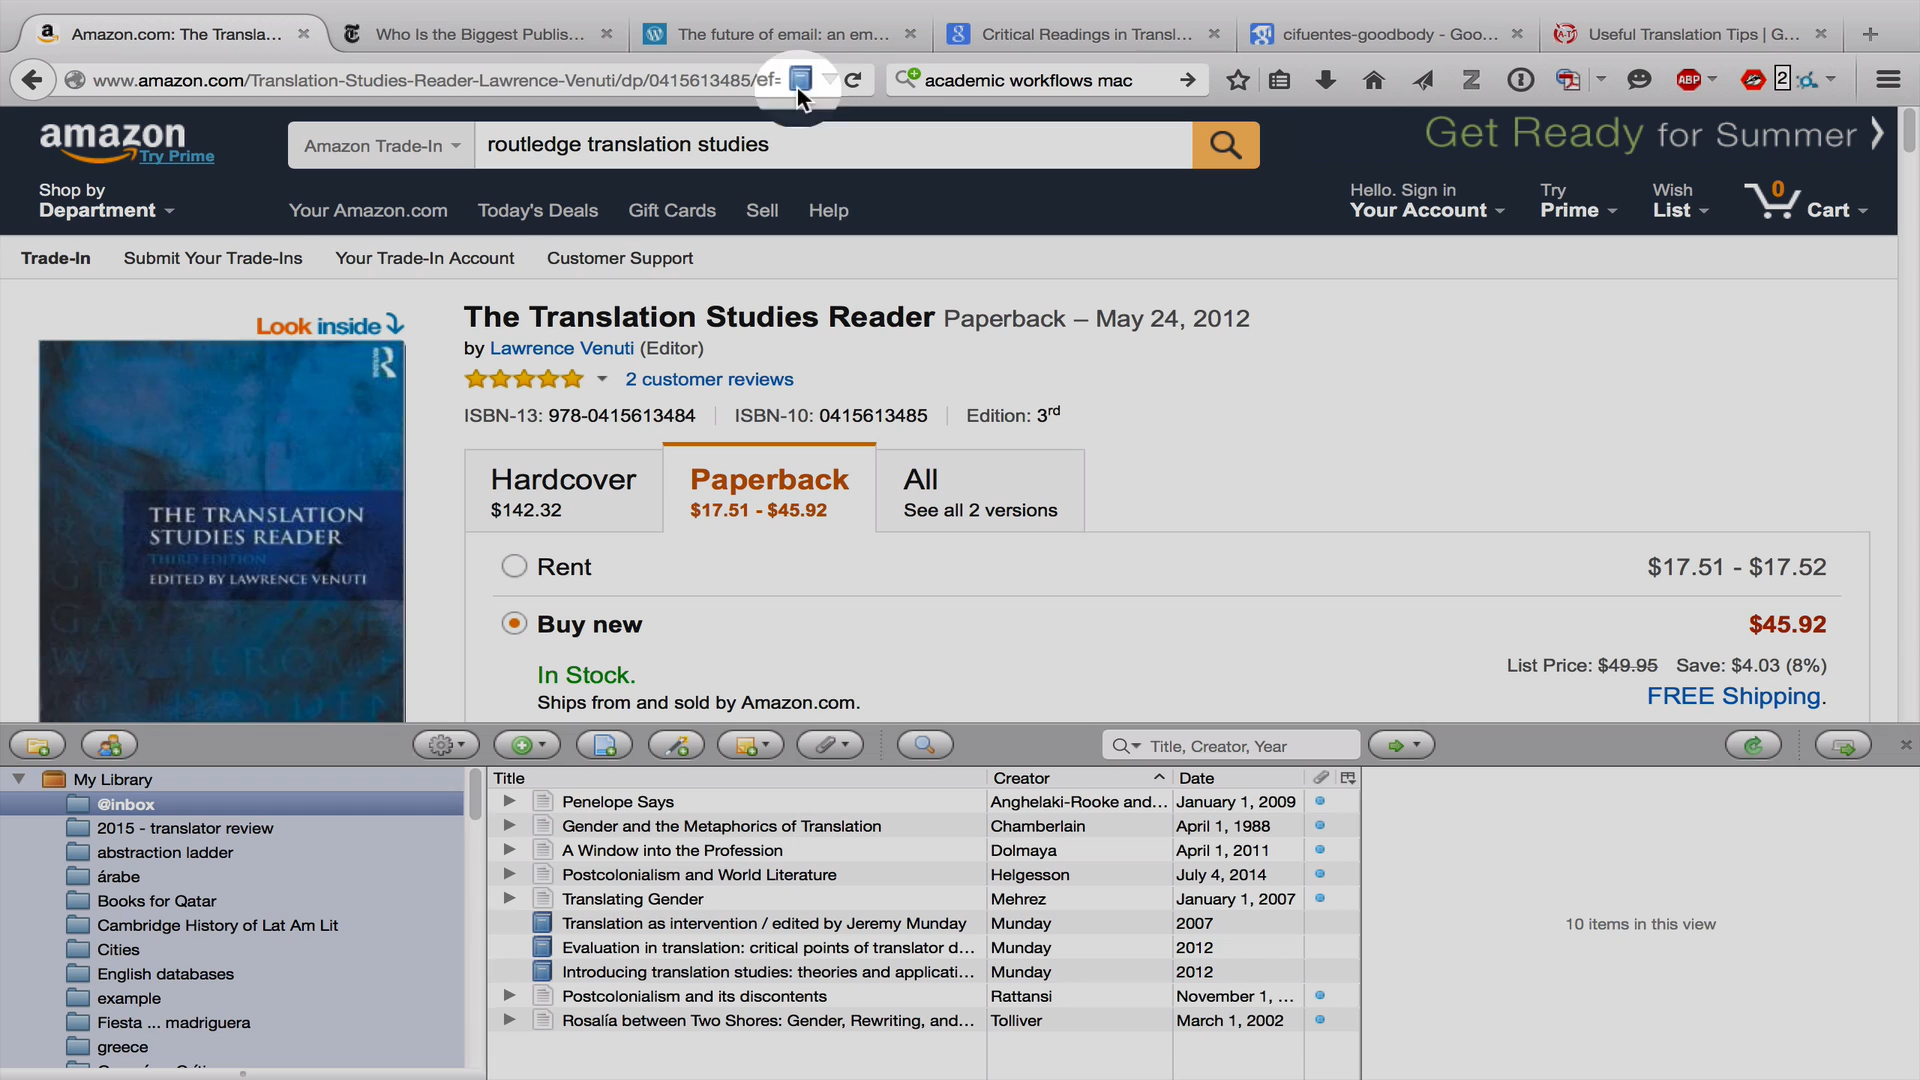 Amazon.com: The Transla...
Who Is the Biggest Publis...
The future of email: an em...
Critical Readings in Transl...
cifuentes-goodbody - Goo...
Useful Translation Tips | G...
www.amazon.com/Translation-Studies-Reader-Lawrence-Venuti/dp/0415613485/ef=
academic workflows mac
ABP
2
amazon
Try Prime
Amazon Trade-In
routledge translation studies
Get Ready for Summer
Shop by
Department
Your Amazon.com
Today's Deals
Gift Cards
Sell
Help
Hello. Sign in
Your Account
Try
Prime
Wish
List
0
Cart
Trade-In
Submit Your Trade-Ins
Your Trade-In Account
Customer Support
Look inside
R
THE TRANSLATION
STUDIES READER
THIRD EDITION
EDITED BY LAWRENCE VENUTI
The Translation Studies Reader Paperback – May 24, 2012
by Lawrence Venuti (Editor)
2 customer reviews
ISBN-13: 978-0415613484
ISBN-10: 0415613485
Edition: 3rd
Hardcover
$142.32
Paperback
$17.51 - $45.92
All
See all 2 versions
Rent
$17.51 - $17.52
Buy new
$45.92
In Stock.
Ships from and sold by Amazon.com.
List Price: $49.95 Save: $4.03 (8%)
FREE Shipping.
Title, Creator, Year
My Library
@inbox
2015 - translator review
abstraction ladder
árabe
Books for Qatar
Cambridge History of Lat Am Lit
Cities
English databases
example
Fiesta ... madriguera
greece
Title Creator Date
Penelope Says Anghelaki-Rooke and... January 1, 2009
Gender and the Metaphorics of Translation Chamberlain April 1, 1988
A Window into the Profession Dolmaya April 1, 2011
Postcolonialism and World Literature Helgesson July 4, 2014
Translating Gender Mehrez January 1, 2007
Translation as intervention / edited by Jeremy Munday Munday 2007
Evaluation in translation: critical points of translator d... Munday 2012
Introducing translation studies: theories and applicati... Munday 2012
Postcolonialism and its discontents Rattansi November 1, ...
Rosalía between Two Shores: Gender, Rewriting, and... Tolliver March 1, 2002
10 items in this view